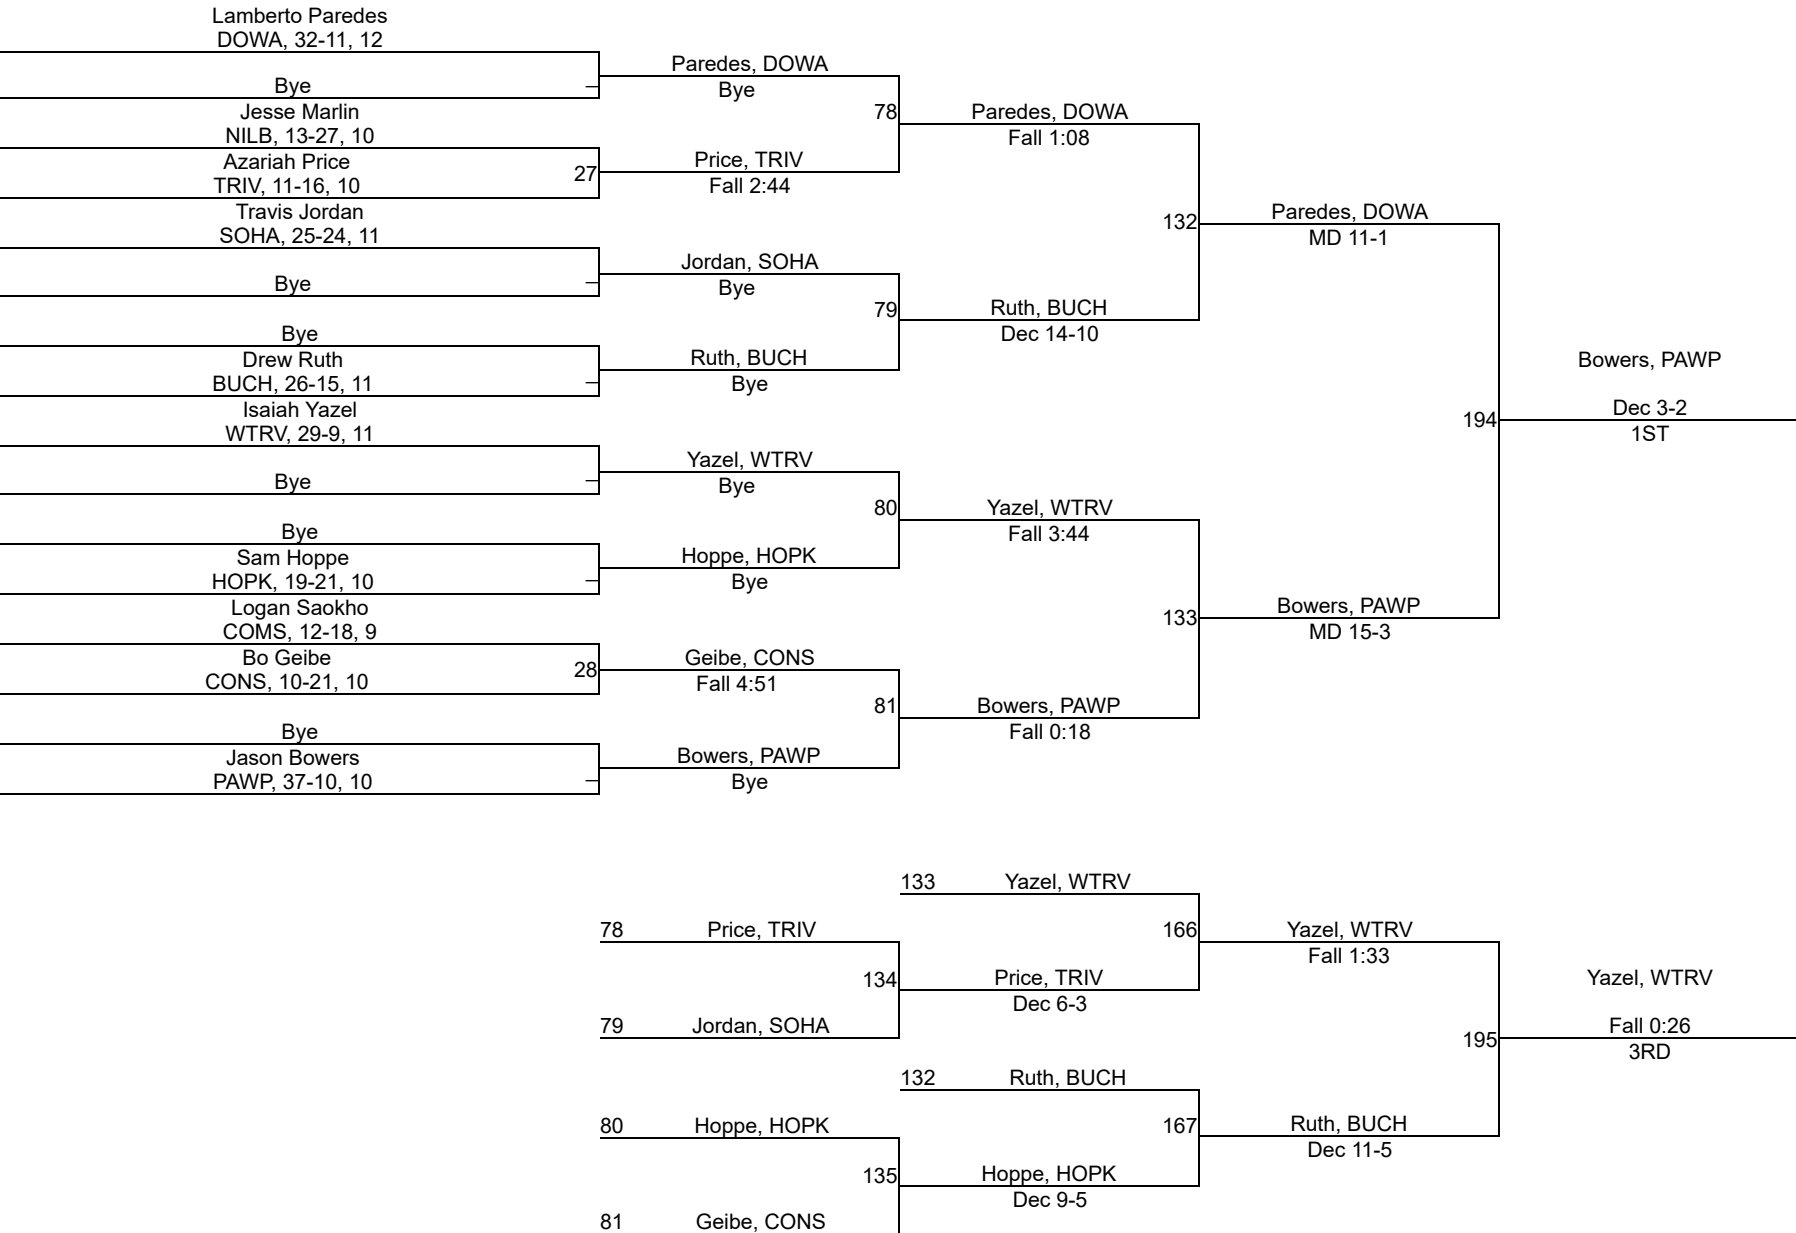 Lamberto Paredes
DOWA, 32-11, 12
Bye
Jesse Marlin
NILB, 13-27, 10
Azariah Price
TRIV, 11-16, 10
27
Travis Jordan
SOHA, 25-24, 11
Bye
Bye
Drew Ruth
BUCH, 26-15, 11
Isaiah Yazel
WTRV, 29-9, 11
Bye
Bye
Sam Hoppe
HOPK, 19-21, 10
Logan Saokho
COMS, 12-18, 9
Bo Geibe
CONS, 10-21, 10
28
Bye
Jason Bowers
PAWP, 37-10, 10
Paredes, DOWA
Bye
78
Price, TRIV
Fall 2:44
Jordan, SOHA
Bye
79
Ruth, BUCH
Bye
Yazel, WTRV
Bye
80
Hoppe, HOPK
Bye
Geibe, CONS
Fall 4:51
81
Bowers, PAWP
Bye
Paredes, DOWA
Fall 1:08
132
Ruth, BUCH
Dec 14-10
Yazel, WTRV
Fall 3:44
133
Bowers, PAWP
Fall 0:18
Paredes, DOWA
MD 11-1
194
Bowers, PAWP
MD 15-3
Bowers, PAWP
Dec 3-2
1ST
78 Price, TRIV
134
79 Jordan, SOHA
80 Hoppe, HOPK
135
81 Geibe, CONS
133 Yazel, WTRV
166
Price, TRIV
Dec 6-3
132 Ruth, BUCH
167
Hoppe, HOPK
Dec 9-5
Yazel, WTRV
Fall 1:33
195
Ruth, BUCH
Dec 11-5
Yazel, WTRV
Fall 0:26
3RD